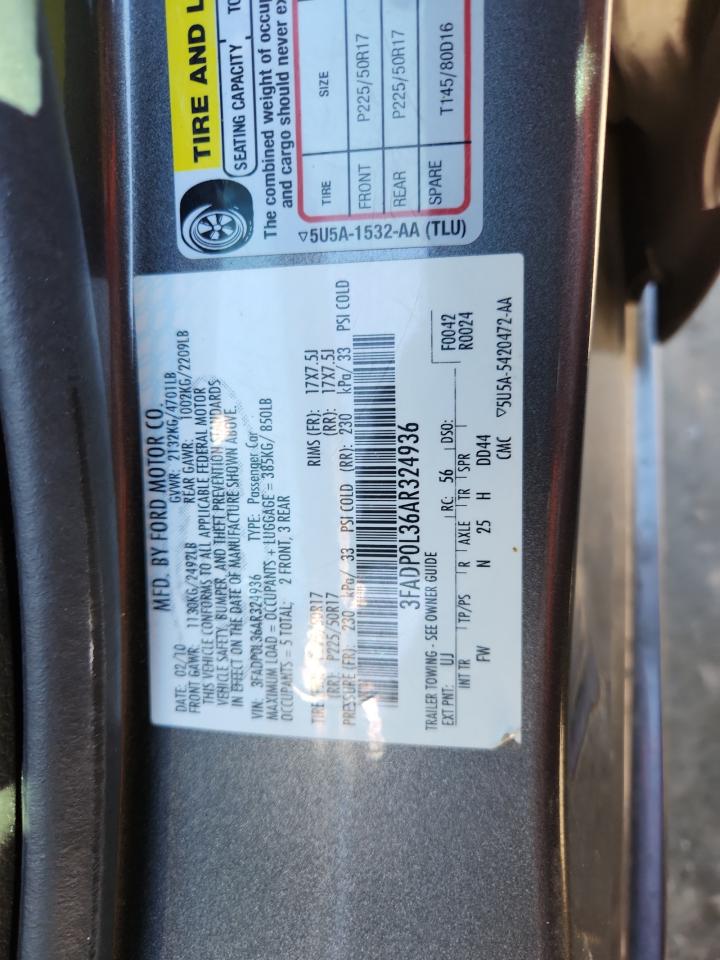 TIRE AND L
SEATING CAPACITY TO
The combined weight of occup
and cargo should never e
TIRE SIZE
FRONT P225/50R17
REAR P225/50R17
SPARE T145/80D16
▽5U5A-1532-AA (TLU)
MFD. BY FORD MOTOR CO.
DATE: 02/10 GVWR: 2132KG/4701LB
FRONT GAWR: 1130KG/2492LB REAR GAWR: 1002KG/2209LB
THIS VEHICLE CONFORMS TO ALL APPLICABLE FEDERAL MOTOR
VEHICLE SAFETY, BUMPER, AND THEFT PREVENTION STANDARDS
IN EFFECT ON THE DATE OF MANUFACTURE SHOWN ABOVE.
VIN: 3FADP0L36AR324936 TYPE: Passenger Car
MAXIMUM LOAD = OCCUPANTS + LUGGAGE = 385KG/ 850LB
OCCUPANTS = 5 TOTAL: 2 FRONT, 3 REAR
TIRE 50R17 RIMS (FR): 17X7.5J
(RR): P225/50R17 (RR): 17X7.5J
PRESSURE (FR): 230 kPa/ 33 PSI COLD (RR): 230 kPa/ 33 PSI COLD
3FADP0L36AR324936
TRAILER TOWING - SEE OWNER GUIDE
EXT PNT: UJ RC: 56 DSO: F0042
R0024
INT TR TP/PS R AXLE TR SPR
FW N 25 H DD44
CMC ▽5U5A-5420472-AA